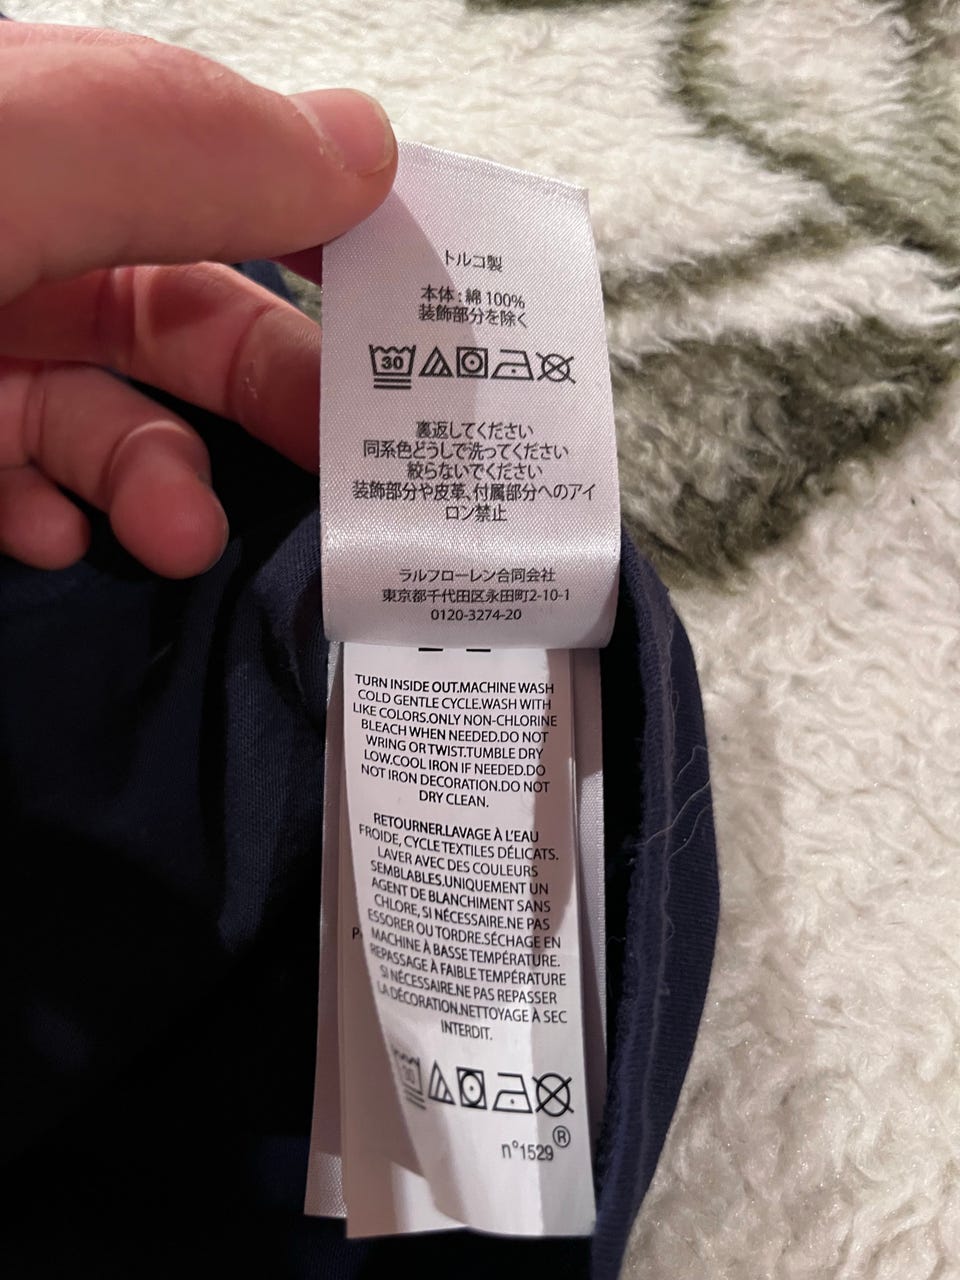 トルコ製
本体 : 綿 100%
装飾部分を除く
30
裏返してください
同系色どうしで洗ってください
絞らないでください
装飾部分や皮革、付属部分へのアイ
ロン禁止
ラルフローレン合同会社
東京都千代田区永田町2-10-1
0120-3274-20
TURN INSIDE OUT.MACHINE WASH
COLD GENTLE CYCLE.WASH WITH
LIKE COLORS.ONLY NON-CHLORINE
BLEACH WHEN NEEDED.DO NOT
WRING OR TWIST.TUMBLE DRY
LOW.COOL IRON IF NEEDED.DO
NOT IRON DECORATION.DO NOT
DRY CLEAN.
RETOURNER.LAVAGE À L'EAU
FROIDE, CYCLE TEXTILES DÉLICATS.
LAVER AVEC DES COULEURS
SEMBLABLES.UNIQUEMENT UN
AGENT DE BLANCHIMENT SANS
CHLORE, SI NÉCESSAIRE.NE PAS
ESSORER OU TORDRE.SÉCHAGE EN
MACHINE À BASSE TEMPÉRATURE.
REPASSAGE À FAIBLE TEMPÉRATURE
SI NÉCESSAIRE.NE PAS REPASSER
LA DÉCORATION.NETTOYAGE À SEC
INTERDIT.
30
n°1529 ®